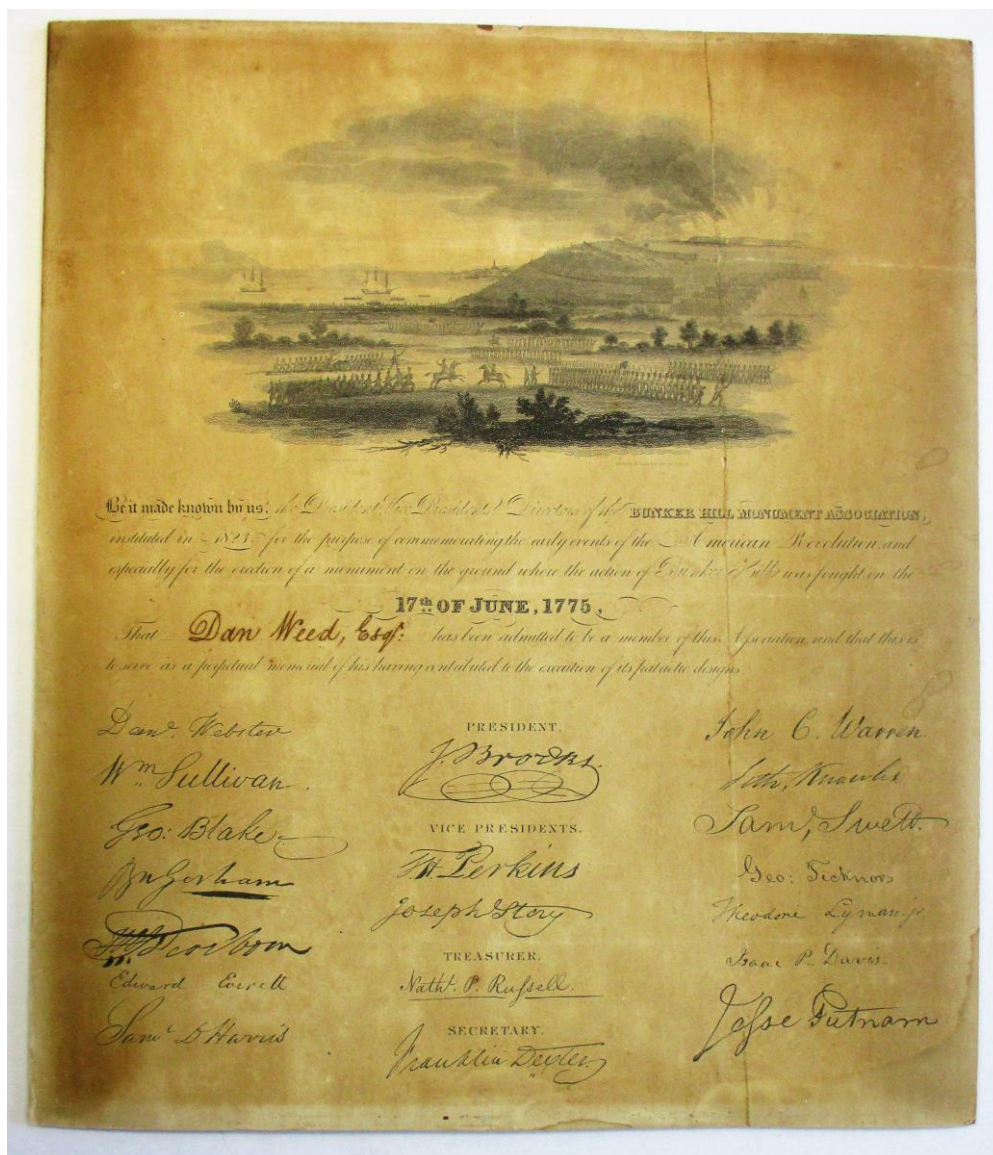 Be it made known by us, the President, Vice Presidents & Directors of the BUNKER HILL MONUMENT ASSOCIATION,
instituted in 1823, for the purpose of commemorating the early events of the American Revolution, and
especially for the erection of a monument on the ground where the action of Bunker Hill was fought on the
17th OF JUNE, 1775,
That Dan Weed, Esqr. has been admitted to be a member of this Association, and that this is
to serve as a perpetual memorial of his having contributed to the execution of its patriotic designs.
Danl. Webster
Wm Sullivan
Geo: Blake
Bn Gorham
Edward Everett
Saml D Harris
PRESIDENT,
J. Brooks.
VICE PRESIDENTS.
T. H. Perkins
Joseph Story
TREASURER,
Nathl. P. Russell.
SECRETARY,
Franklin Dexter
John C. Warren
Seth, Knowles
Saml, Swett.
Geo: Ticknor
Theodore Lyman jr.
Isaac P. Davis.
Jesse Putnam